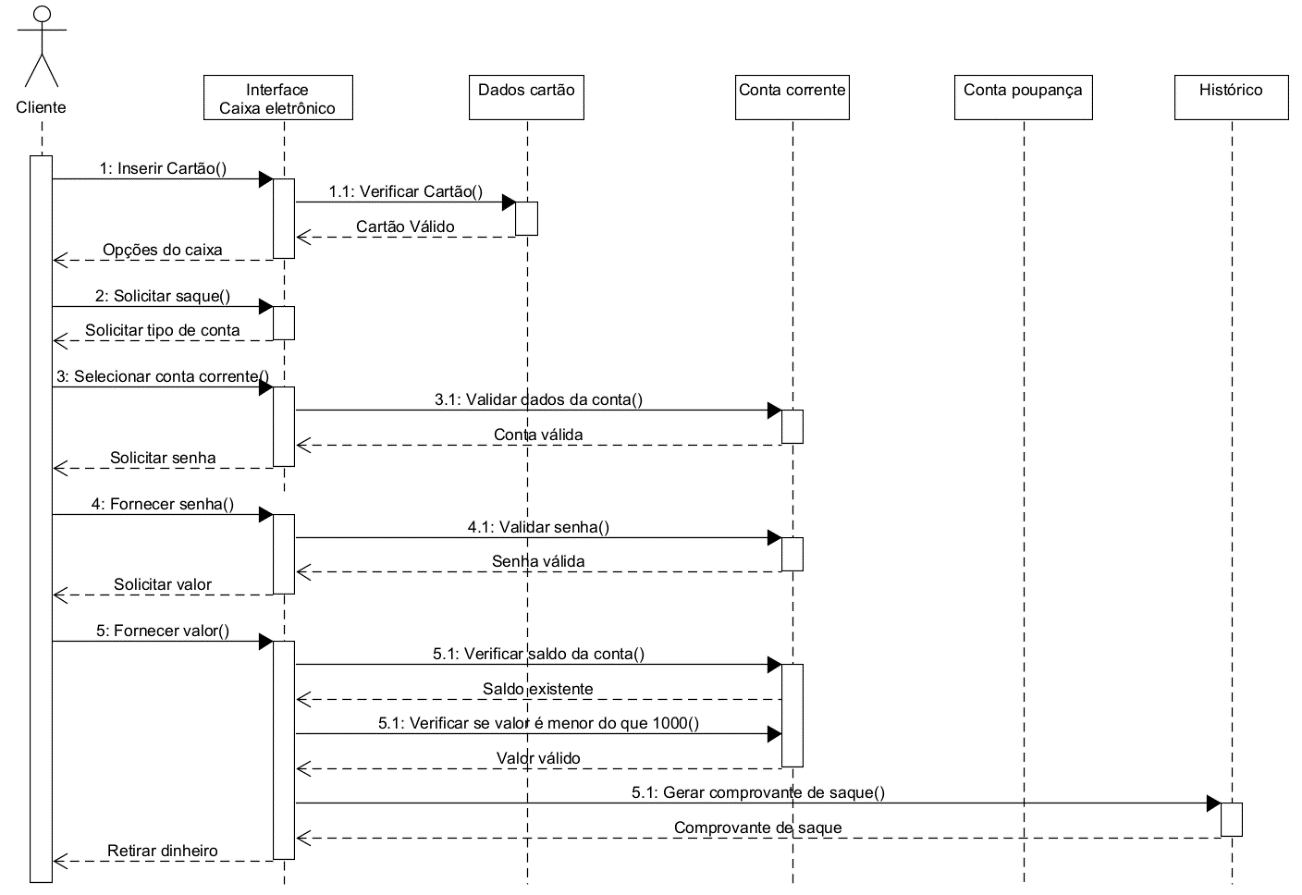 Cliente
Interface
Caixa eletrônico
Dados cartão
Conta corrente
Conta poupança
Histórico
1: Inserir Cartão()
1.1: Verificar Cartão()
Cartão Válido
Opções do caixa
2: Solicitar saque()
Solicitar tipo de conta
3: Selecionar conta corrente()
3.1: Validar dados da conta()
Conta válida
Solicitar senha
4: Fornecer senha()
4.1: Validar senha()
Senha válida
Solicitar valor
5: Fornecer valor()
5.1: Verificar saldo da conta()
Saldo existente
5.1: Verificar se valor é menor do que 1000()
Valor válido
5.1: Gerar comprovante de saque()
Comprovante de saque
Retirar dinheiro